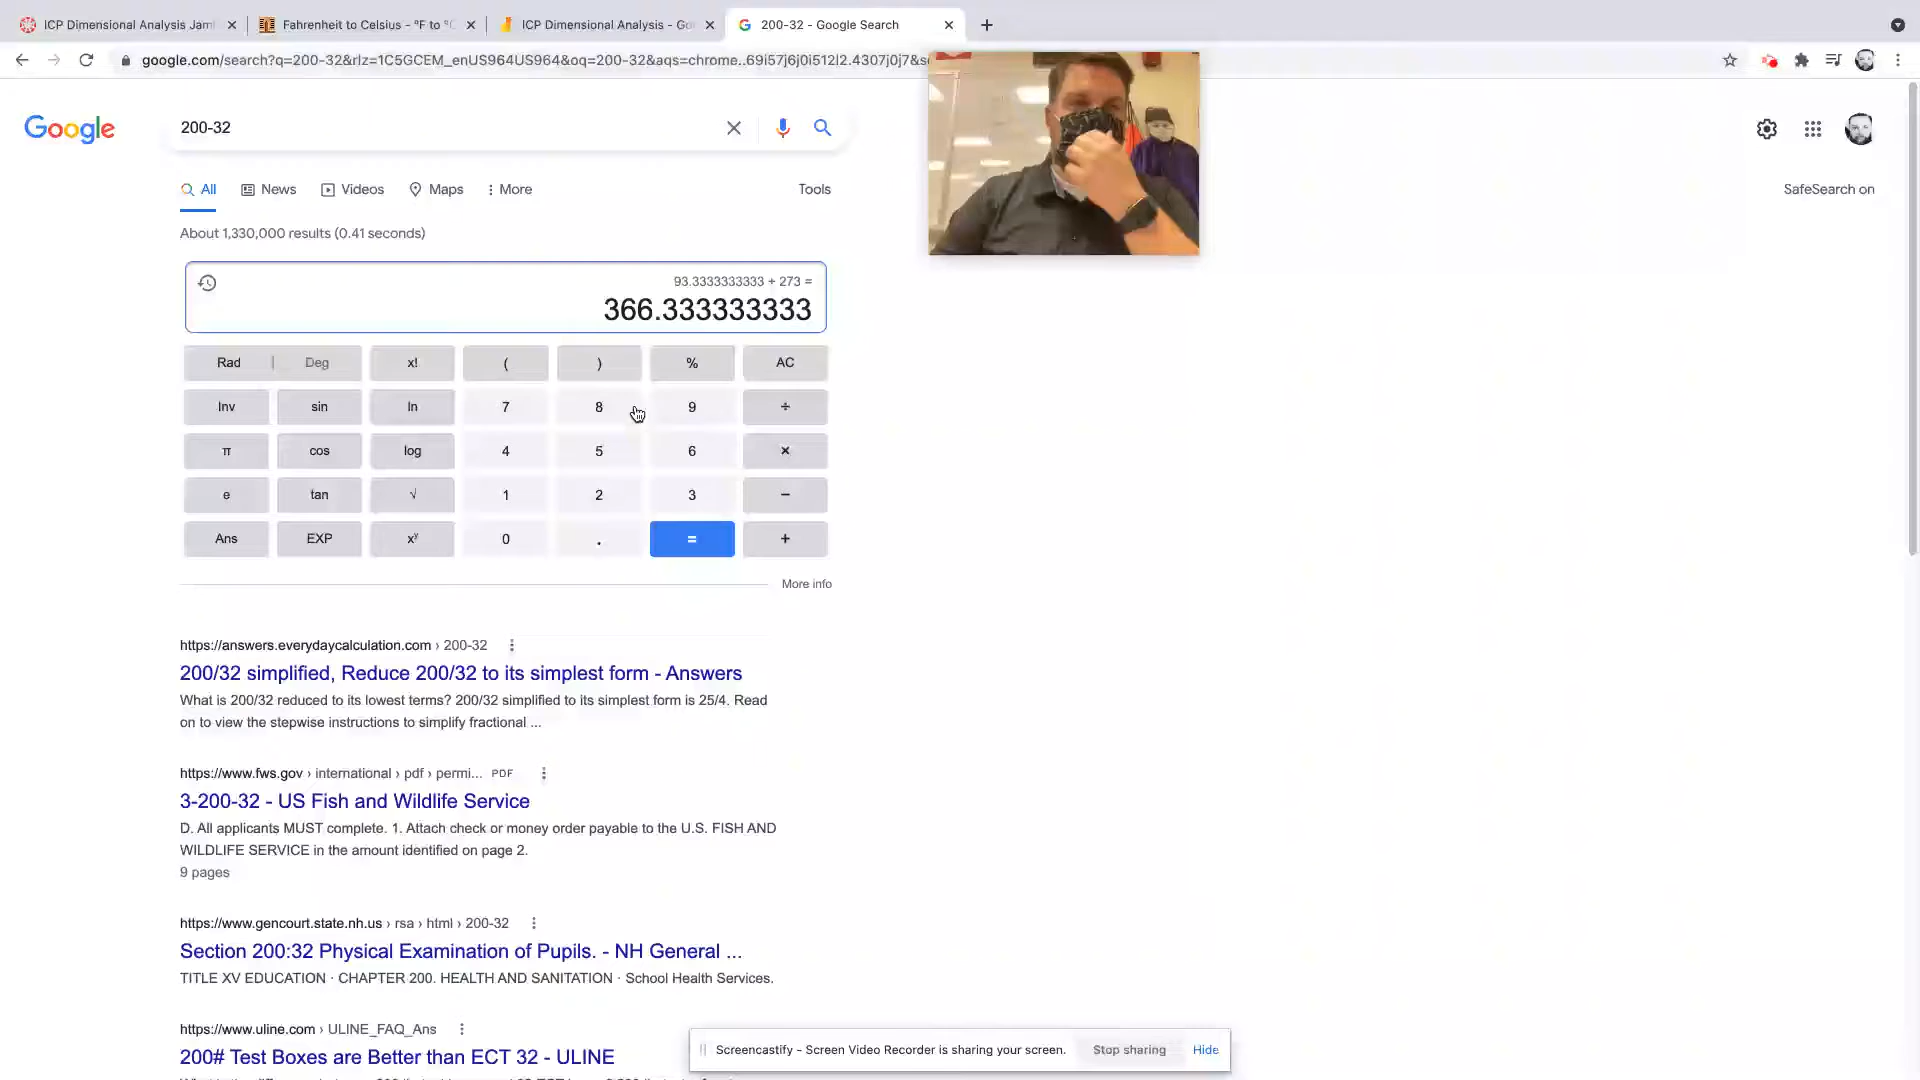 ICP Dimensional Analysis Jam
Fahrenheit to Celsius - °F to °C
ICP Dimensional Analysis - Go
200-32 - Google Search
google.com/search?q=200-32&rlz=1C5GCEM_enUS964US964&oq=200-32&aqs=chrome..69i57j6j0i512l2.4307j0j7&s
Google
200-32
All
News
Videos
Maps
More
Tools
SafeSearch on
About 1,330,000 results (0.41 seconds)
93.3333333333 + 273 =
366.333333333
Rad | Deg x! ( ) % AC
Inv sin ln 7 8 9 ÷
π cos log 4 5 6 ×
e tan √ 1 2 3 −
Ans EXP xʸ 0 . = +
More info
https://answers.everydaycalculation.com › 200-32
200/32 simplified, Reduce 200/32 to its simplest form - Answers
What is 200/32 reduced to its lowest terms? 200/32 simplified to its simplest form is 25/4. Read
on to view the stepwise instructions to simplify fractional ...
https://www.fws.gov › international › pdf › permi... PDF
3-200-32 - US Fish and Wildlife Service
D. All applicants MUST complete. 1. Attach check or money order payable to the U.S. FISH AND
WILDLIFE SERVICE in the amount identified on page 2.
9 pages
https://www.gencourt.state.nh.us › rsa › html › 200-32
Section 200:32 Physical Examination of Pupils. - NH General ...
TITLE XV EDUCATION · CHAPTER 200. HEALTH AND SANITATION · School Health Services.
https://www.uline.com › ULINE_FAQ_Ans
200# Test Boxes are Better than ECT 32 - ULINE
Screencastify - Screen Video Recorder is sharing your screen.
Stop sharing
Hide